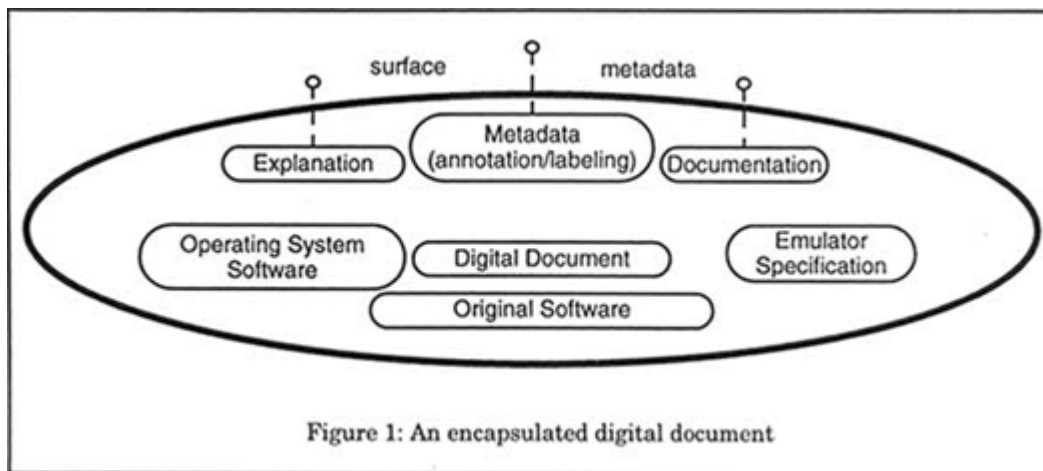 surface metadata
Explanation
Metadata
(annotation/labeling)
Documentation
Operating System
Software
Digital Document
Emulator
Specification
Original Software
Figure 1: An encapsulated digital document